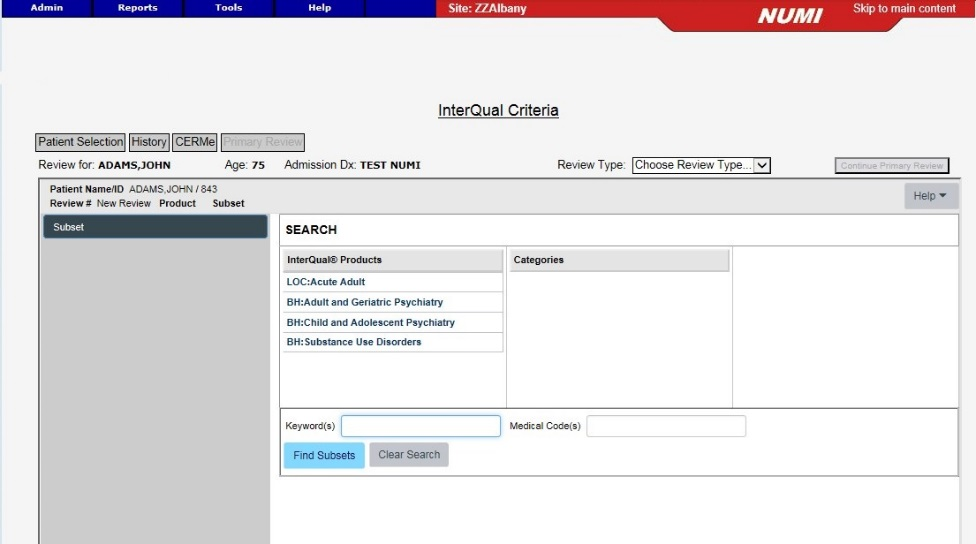 Admin Reports Tools Help Site: ZZAlbany NUMI Skip to main content
InterQual Criteria
Patient Selection History CERMe Primary Review
Review for: ADAMS,JOHN Age: 75 Admission Dx: TEST NUMI Review Type: Choose Review Type... Continue Primary Review
Patient Name/ID ADAMS,JOHN / 843
Review # New Review Product Subset
Help
Subset
SEARCH
InterQual® Products Categories
LOC:Acute Adult
BH:Adult and Geriatric Psychiatry
BH:Child and Adolescent Psychiatry
BH:Substance Use Disorders
Keyword(s) Medical Code(s)
Find Subsets Clear Search